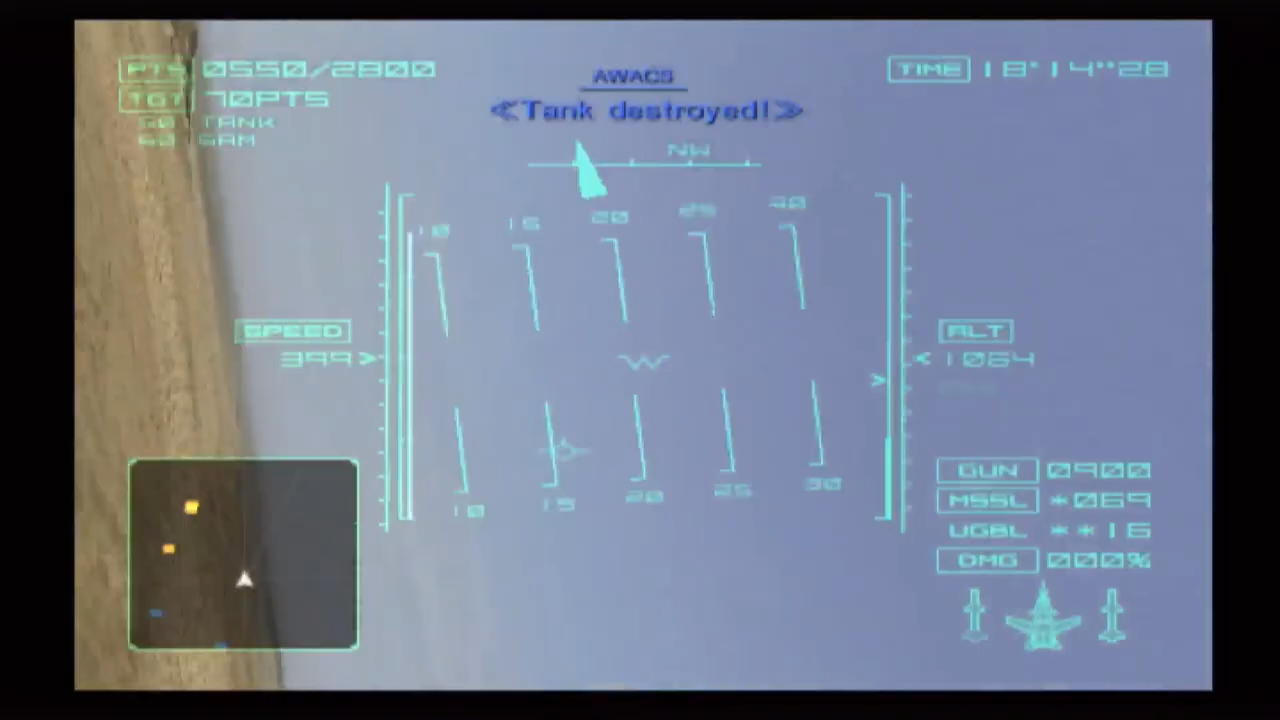 PTS 0550/2800
TGT 70PTS
50 TANK
SAM
AWACS
≪Tank destroyed!≫
TIME 18'14"28
NW
10 15 20 25
SPEED
399 >
ALT
< 1064
10 15 20 25 30
GUN 0900
MSSL *069
UGBL **16
DMG 000%